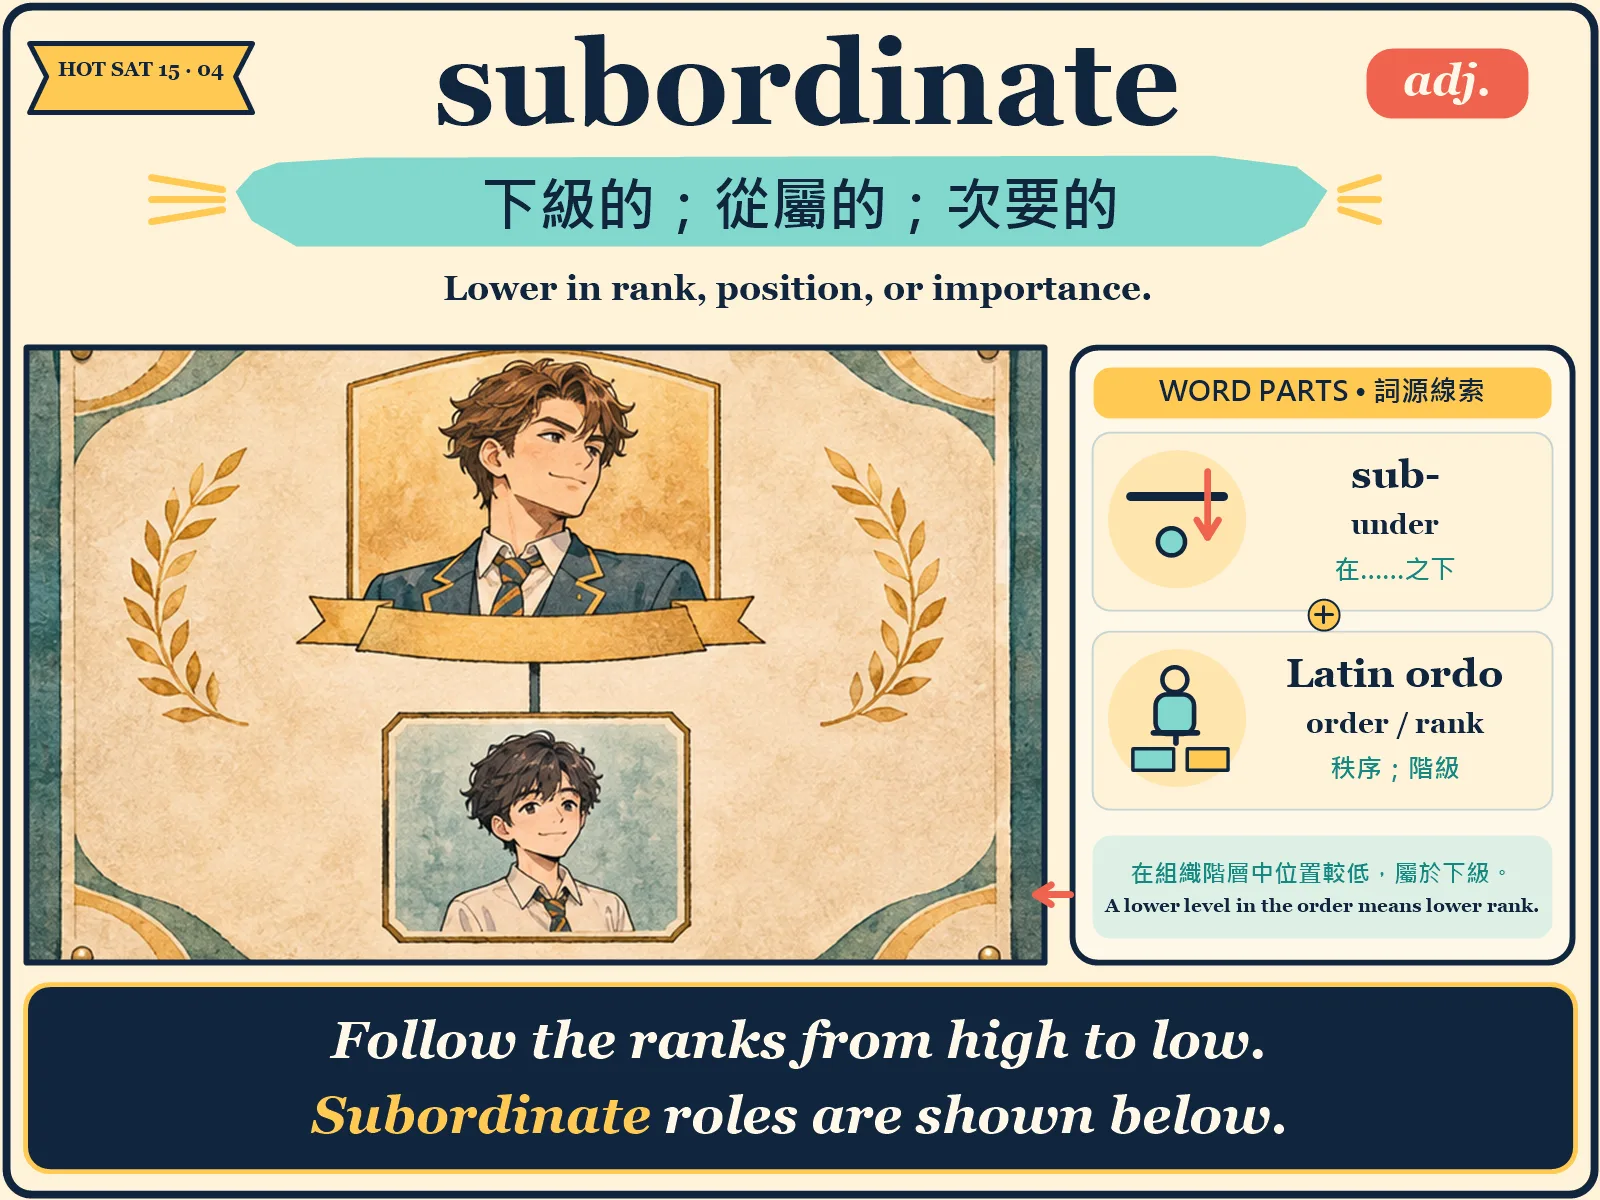 HOT SAT 15 · 04
subordinate
adj.
下級的；從屬的；次要的
Lower in rank, position, or importance.
WORD PARTS • 詞源線索
sub-
under
在……之下
Latin ordo
order / rank
秩序；階級
在組織階層中位置較低，屬於下級。
A lower level in the order means lower rank.
Follow the ranks from high to low.
Subordinate roles are shown below.